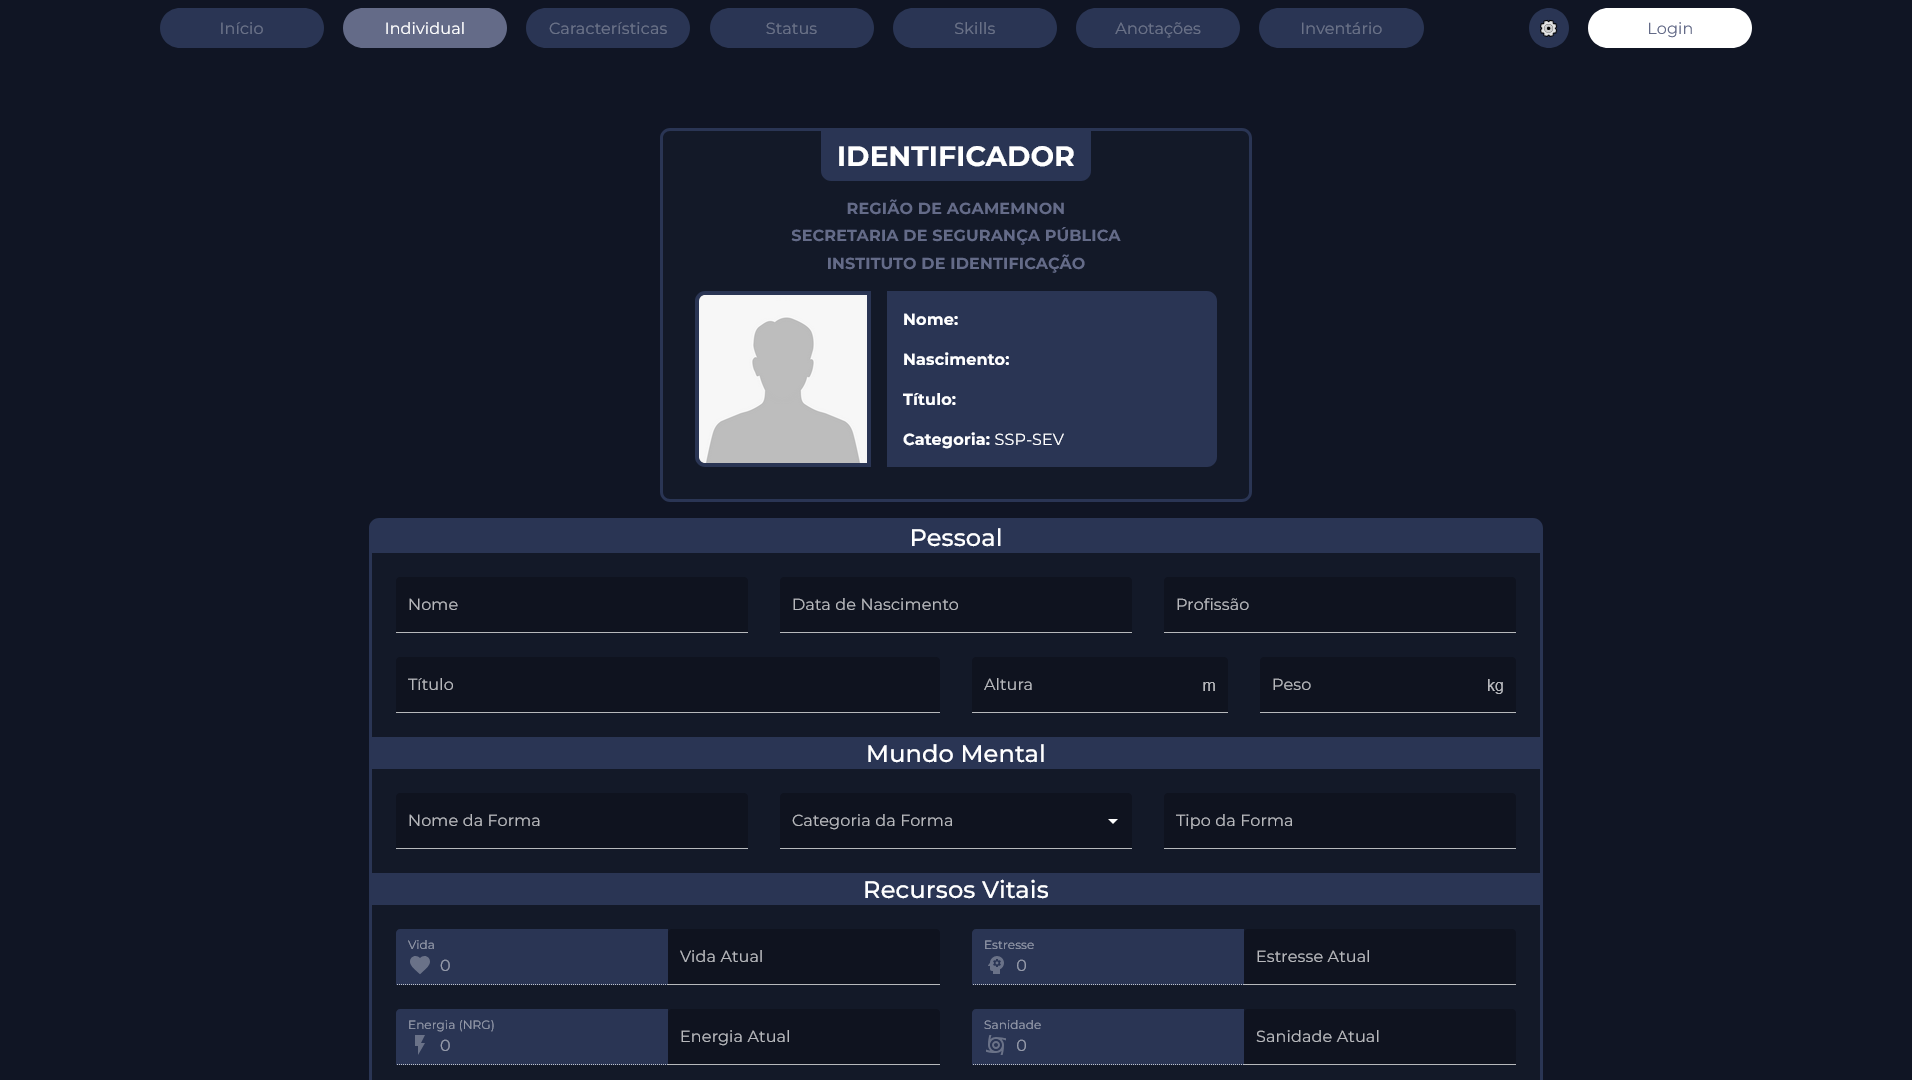 Início Individual Características Status Skills Anotações Inventário Login
IDENTIFICADOR
REGIÃO DE AGAMEMNON
SECRETARIA DE SEGURANÇA PÚBLICA
INSTITUTO DE IDENTIFICAÇÃO
Nome:
Nascimento:
Título:
Categoria: SSP-SEV
Pessoal
Nome Data de Nascimento Profissão
Título Altura m Peso kg
Mundo Mental
Nome da Forma Categoria da Forma Tipo da Forma
Recursos Vitais
Vida
0
Vida Atual
Estresse
0
Estresse Atual
Energia (NRG)
0
Energia Atual
Sanidade
0
Sanidade Atual